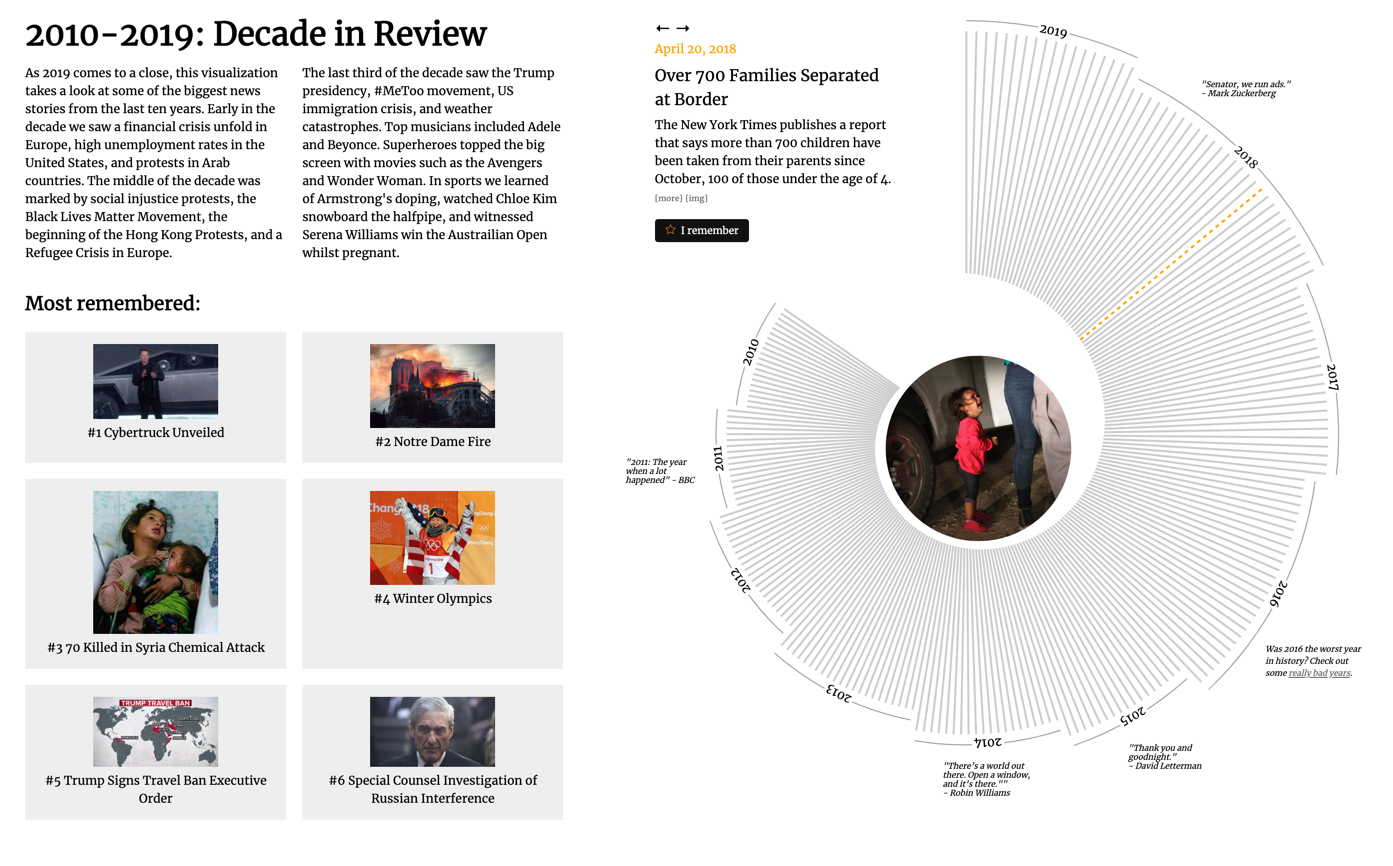 2010-2019: Decade in Review
As 2019 comes to a close, this visualization
takes a look at some of the biggest news
stories from the last ten years. Early in the
decade we saw a financial crisis unfold in
Europe, high unemployment rates in the
United States, and protests in Arab
countries. The middle of the decade was
marked by social injustice protests, the
Black Lives Matter Movement, the
beginning of the Hong Kong Protests, and a
Refugee Crisis in Europe.
The last third of the decade saw the Trump
presidency, #MeToo movement, US
immigration crisis, and weather
catastrophes. Top musicians included Adele
and Beyonce. Superheroes topped the big
screen with movies such as the Avengers
and Wonder Woman. In sports we learned
of Armstrong's doping, watched Chloe Kim
snowboard the halfpipe, and witnessed
Serena Williams win the Austrailian Open
whilst pregnant.
Most remembered:
#1 Cybertruck Unveiled
#2 Notre Dame Fire
#3 70 Killed in Syria Chemical Attack
#4 Winter Olympics
TRUMP TRAVEL BAN
#5 Trump Signs Travel Ban Executive
Order
#6 Special Counsel Investigation of
Russian Interference
← →
April 20, 2018
Over 700 Families Separated
at Border
The New York Times publishes a report
that says more than 700 children have
been taken from their parents since
October, 100 of those under the age of 4.
[more] [img]
☆ I remember
2019
"Senator, we run ads."
- Mark Zuckerberg
2018
2017
2016
Was 2016 the worst year
in history? Check out
some really bad years.
2015
"Thank you and
goodnight."
- David Letterman
2014
"There's a world out
there. Open a window,
and it's there.""
- Robin Williams
2013
2012
2011
"2011: The year
when a lot
happened" - BBC
2010